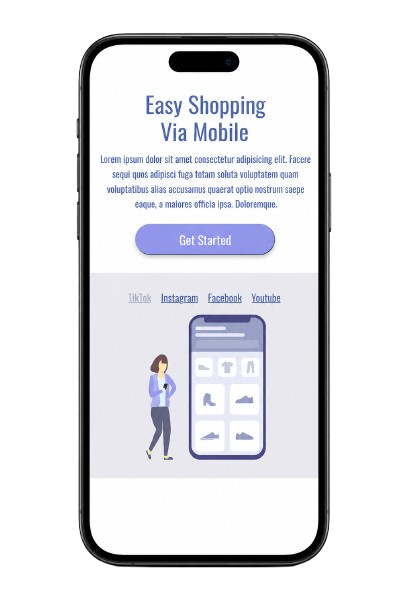 Easy Shopping
Via Mobile
Lorem ipsum dolor sit amet consectetur adipisicing elit. Facere
sequi quos adipisci fuga totam soluta voluptatem quam
voluptatibus alias accusamus quaerat optio nostrum saepe
eaque, a maiores officia ipsa. Doloremque.
Get Started
TikTok Instagram Facebook Youtube